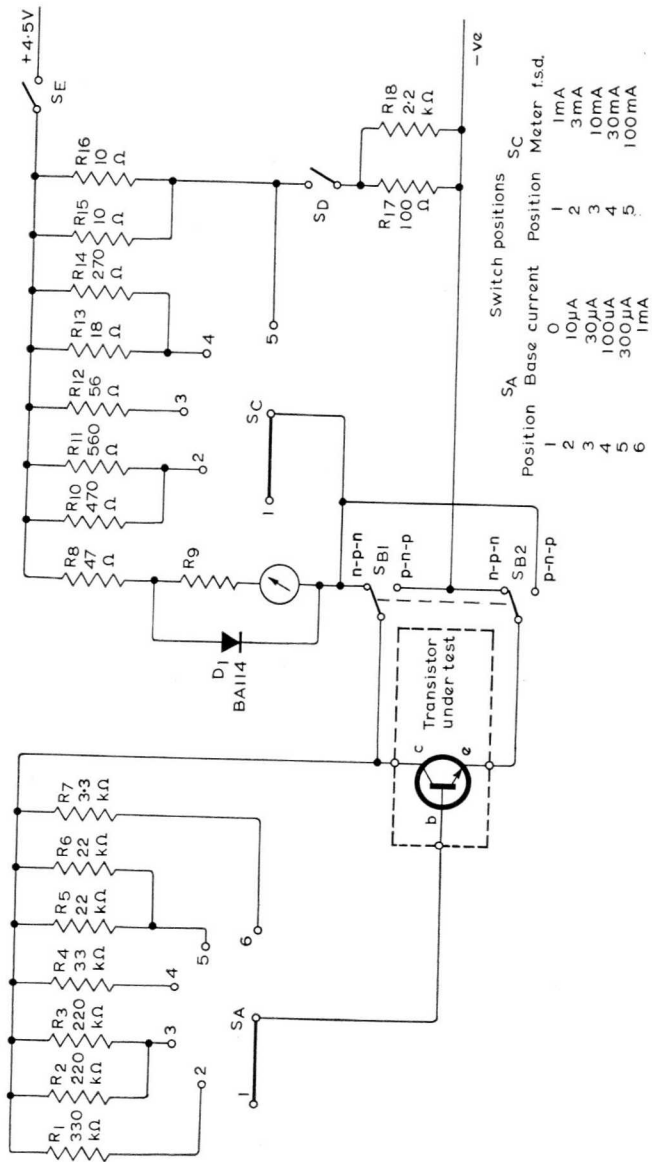 +4·5V
SE
R1
330
kΩ
R2
220
kΩ
R3
220
kΩ
R4
33
kΩ
R5
22
kΩ
R6
22
kΩ
R7
3·3
kΩ
R8
47
Ω
R9
R10
470
Ω
R11
560
Ω
R12
56
Ω
R13
18
Ω
R14
270
Ω
R15
10
Ω
R16
10
Ω
D1
BA114
1
2
3
4
5
6
SA
1
2
3
4
5
SC
SD
R17
100
Ω
R18
2·2
kΩ
-ve
n-p-n
SB1
p-n-p
n-p-n
SB2
p-n-p
Transistor
under test
c
b
e
Switch positions
SA SC
Position Base current Position Meter f.s.d.
1 0 1 1mA
2 10µA 2 3mA
3 30µA 3 10mA
4 100uA 4 30mA
5 300µA 5 100mA
6 1mA